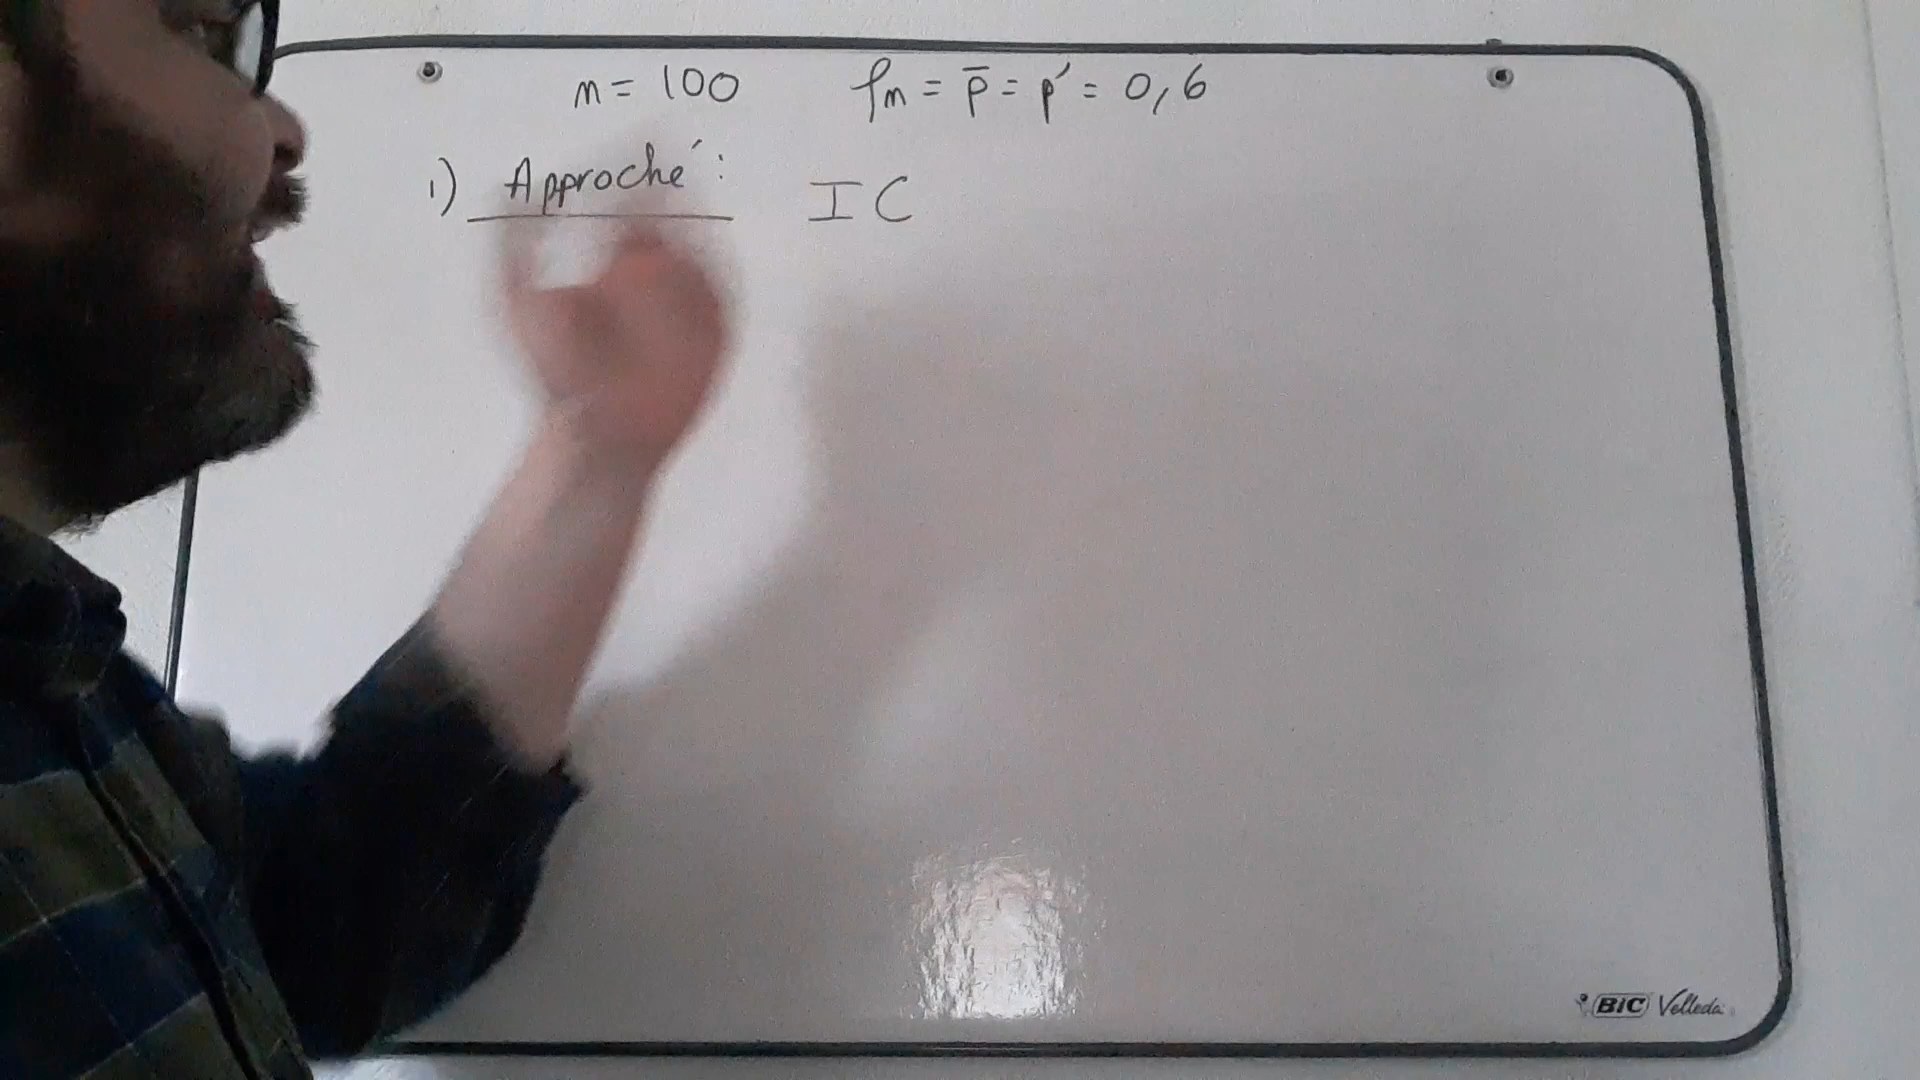 n = 100 fn = p̄ = p' = 0,6
1) Approché : IC
BIC Velleda